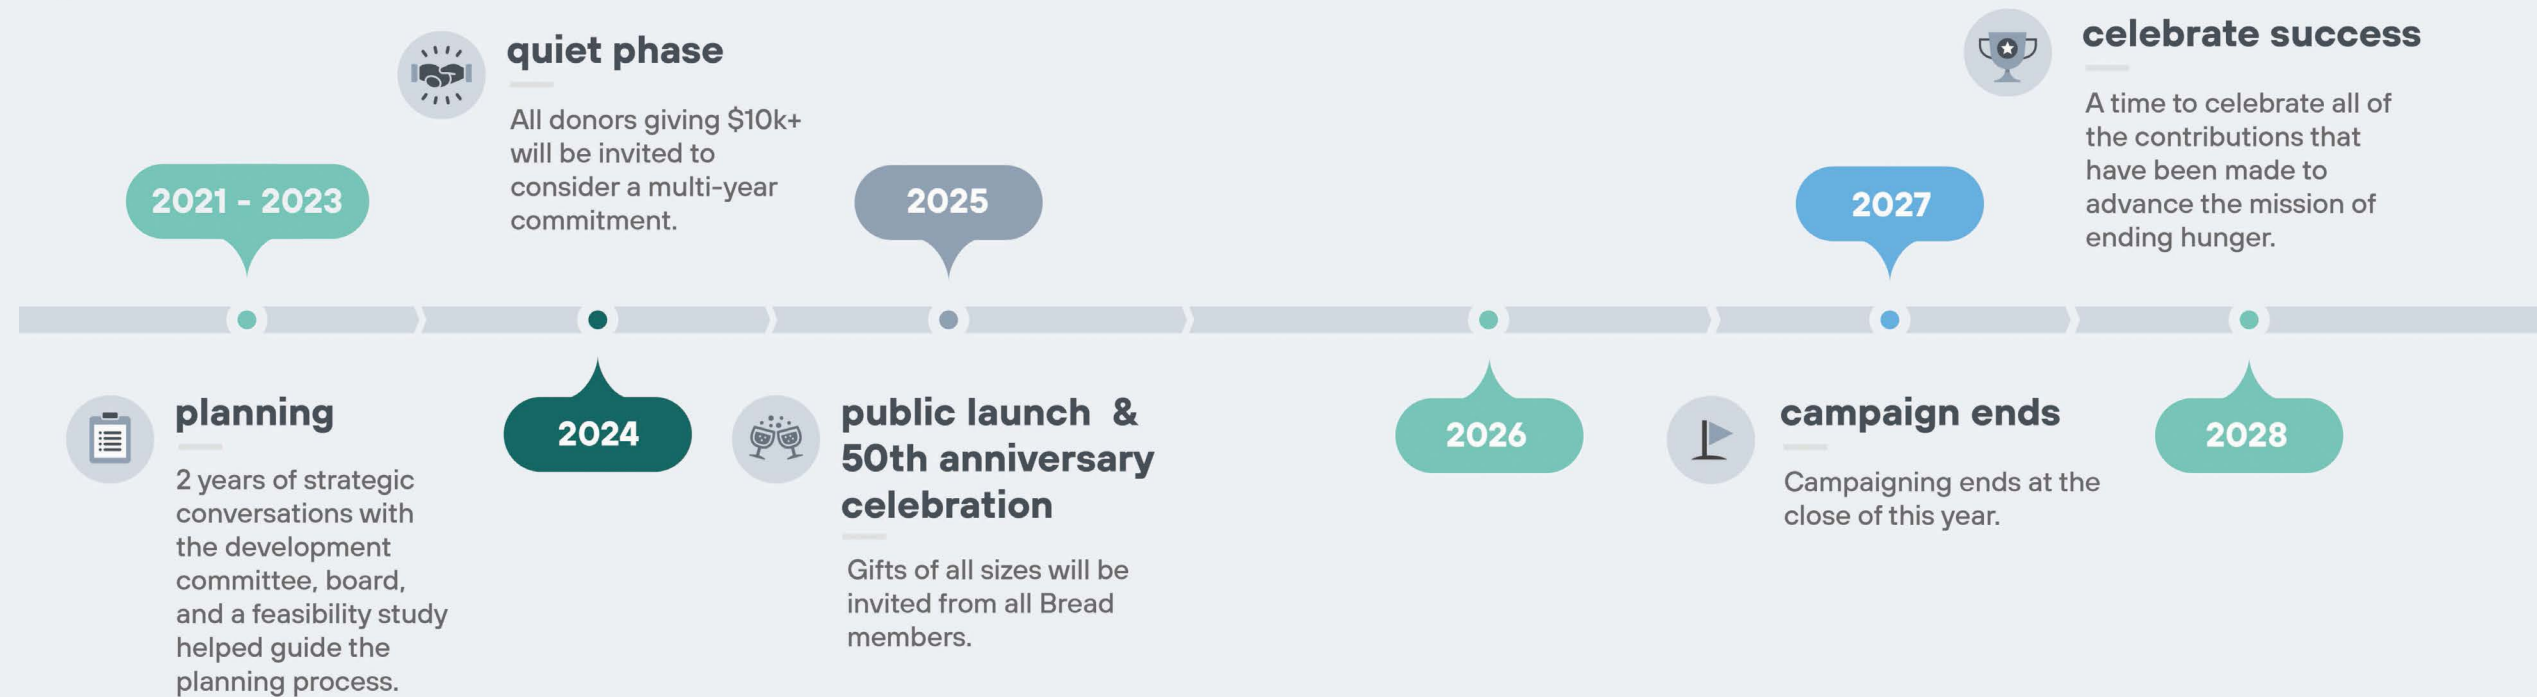 2021 - 2023
planning
2 years of strategic
conversations with
the development
committee, board,
and a feasibility study
helped guide the
planning process.
quiet phase
All donors giving $10k+
will be invited to
consider a multi-year
commitment.
2024
2025
public launch &
50th anniversary
celebration
Gifts of all sizes will be
invited from all Bread
members.
2026
2027
campaign ends
Campaigning ends at the
close of this year.
celebrate success
A time to celebrate all of
the contributions that
have been made to
advance the mission of
ending hunger.
2028